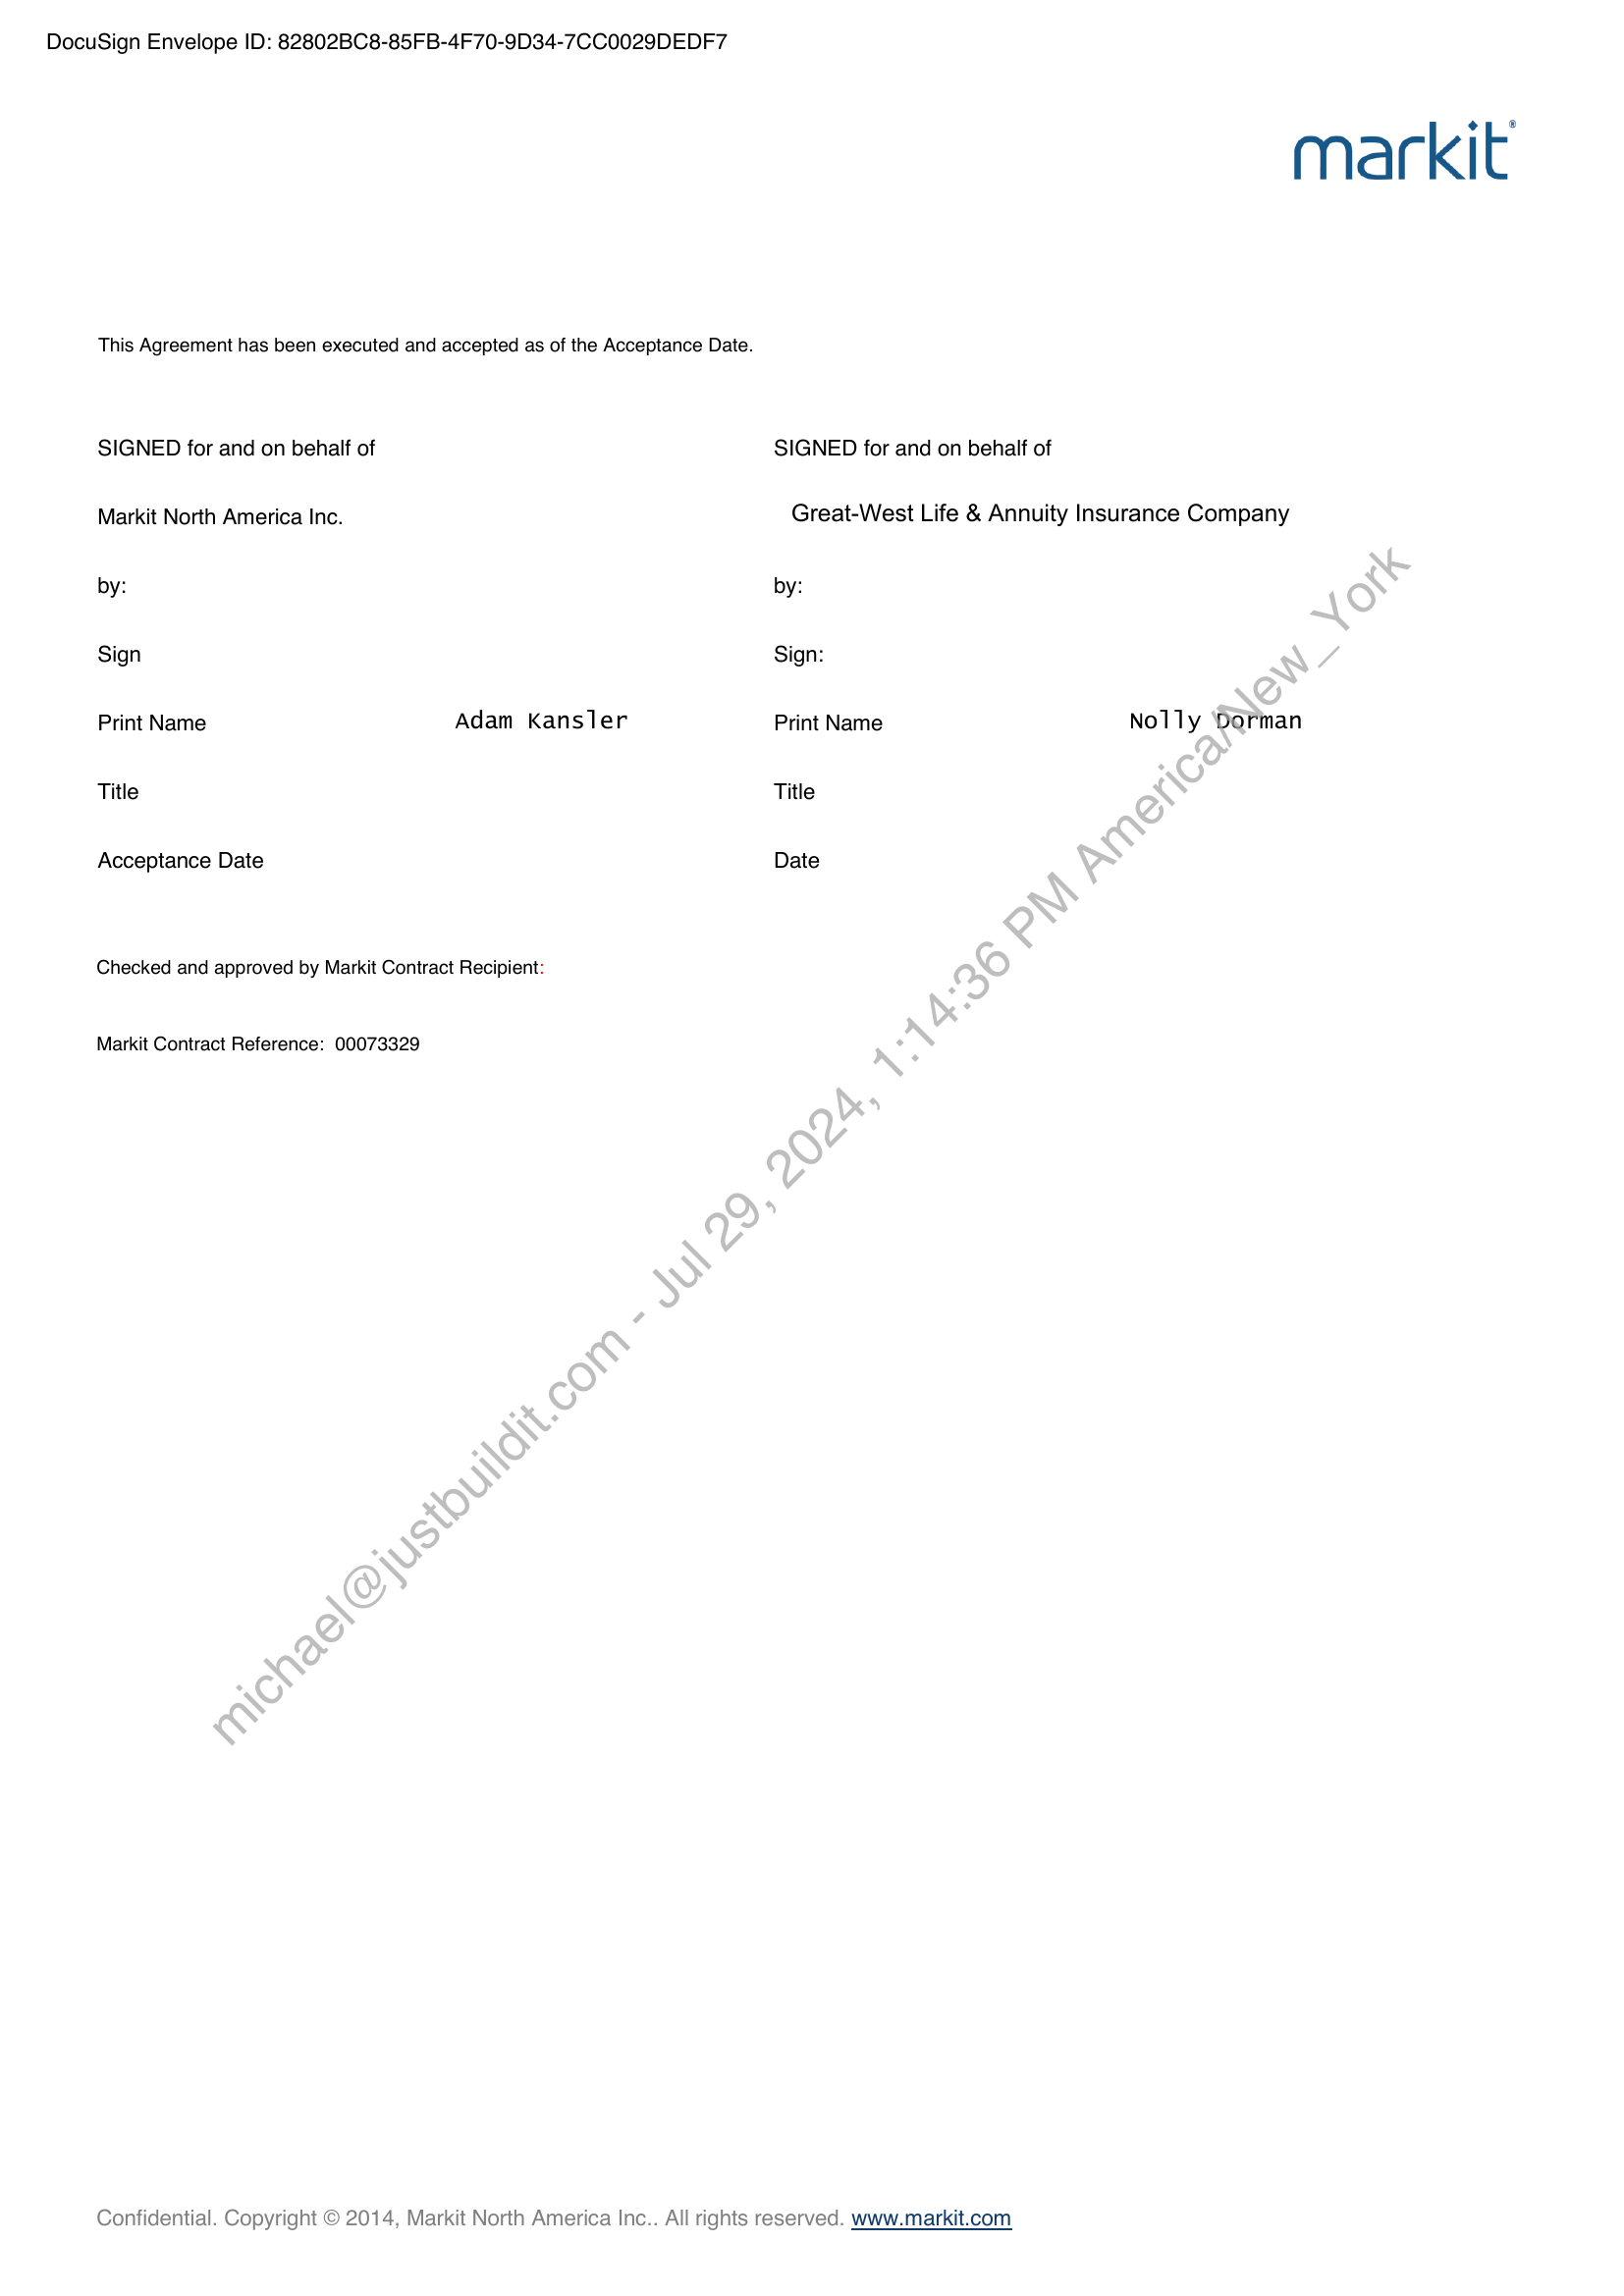 DocuSign Envelope ID: 82802BC8-85FB-4F70-9D34-7CC0029DEDF7
markit®
This Agreement has been executed and accepted as of the Acceptance Date.
SIGNED for and on behalf of
Markit North America Inc.
by:
Sign
Print Name Adam Kansler
Title
Acceptance Date
SIGNED for and on behalf of
Great-West Life & Annuity Insurance Company
by:
Sign:
Print Name Nolly Dorman
Title
Date
Checked and approved by Markit Contract Recipient:
Markit Contract Reference: 00073329
michael@justbuildit.com - Jul 29, 2024, 1:14:36 PM America/New_York
Confidential. Copyright © 2014, Markit North America Inc.. All rights reserved. www.markit.com